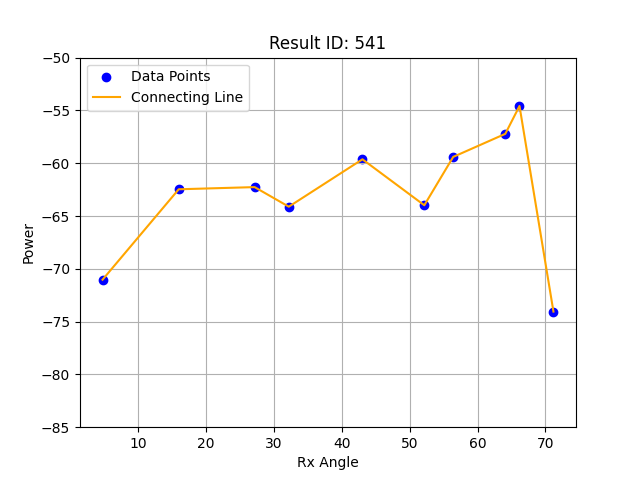 Result ID: 541
Data Points
Connecting Line
Power
−50
−55
−60
−65
−70
−75
−80
−85
10 20 30 40 50 60 70
Rx Angle